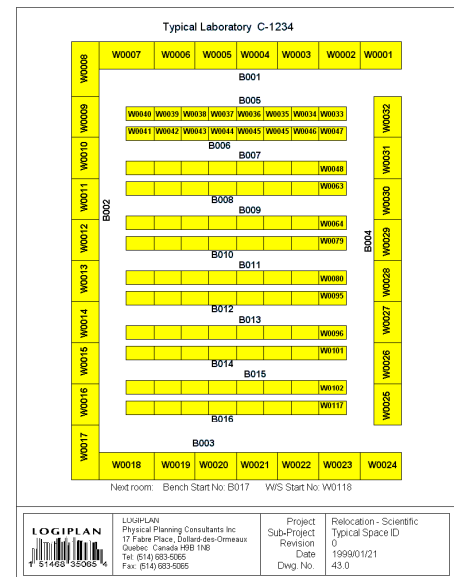 Typical Laboratory C-1234
W0008 W0007 W0006 W0005 W0004 W0003 W0002 W0001
B001
B005
W0009 W0040 W0039 W0038 W0037 W0036 W0035 W0034 W0033 W0032
W0041 W0042 W0043 W0044 W0045 W0045 W0046 W0047
B006
B007
W0010 W0048 W0031
W0063
B008
W0011 B002 W0030
B009
W0064
W0012 W0079 B004 W0029
B010
B011
W0013 W0080 W0028
W0095
B012
B013
W0014 W0096 W0027
W0015 W0101 W0026
B014
B015
W0016 W0102 W0025
W0117
B016
B003
W0017 W0018 W0019 W0020 W0021 W0022 W0023 W0024
Next room: Bench Start No: B017 W/S Start No: W0118
LOGIPLAN
1 51468 35065 4
LOGIPLAN
Physical Planning Consultants Inc
17 Fabre Place, Dollard-des-Ormeaux
Quebec Canada H9B 1N8
Tel: (514) 683-5065
Fax: (514) 683-5065
Project Relocation - Scientific
Sub-Project Typical Space ID
Revision 0
Date 1999/01/21
Dwg. No. 43.0